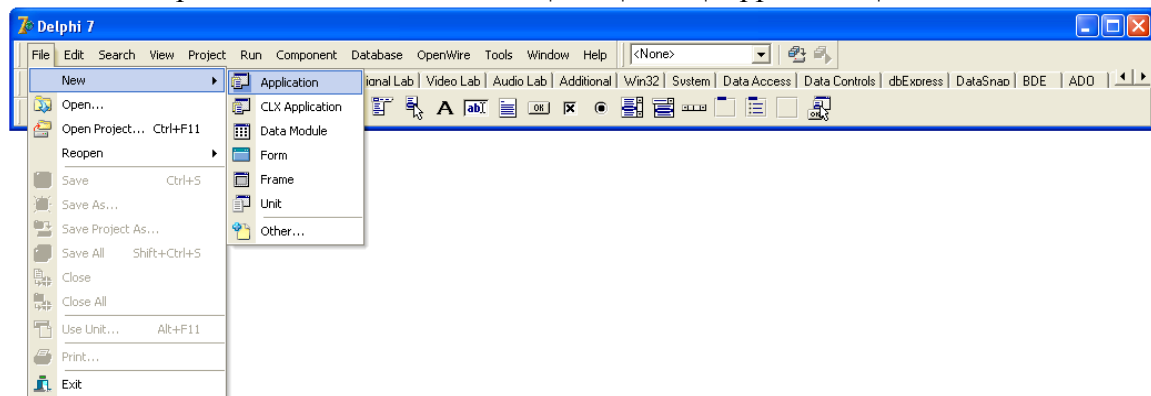 Delphi 7
File Edit Search View Project Run Component Database OpenWire Tools Window Help <None>
New
Open...
Open Project... Ctrl+F11
Reopen
Save Ctrl+S
Save As...
Save Project As...
Save All Shift+Ctrl+S
Close
Close All
Use Unit... Alt+F11
Print...
Exit
Application
CLX Application
Data Module
Form
Frame
Unit
Other...
Lab Video Lab Audio Lab Additional Win32 System Data Access Data Controls dbExpress DataSnap BDE ADO
A abI OK